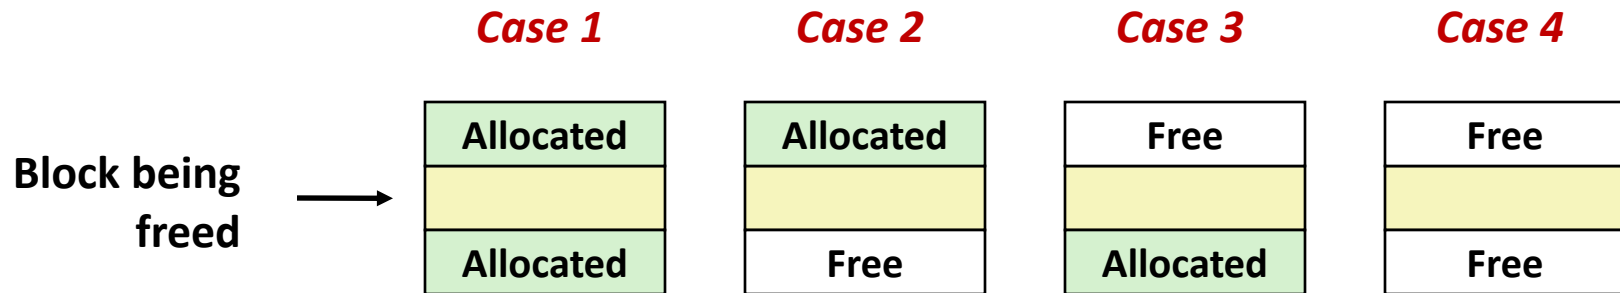 Case 1 Case 2 Case 3 Case 4
Allocated Allocated Free Free
Block being
freed
Allocated Free Allocated Free